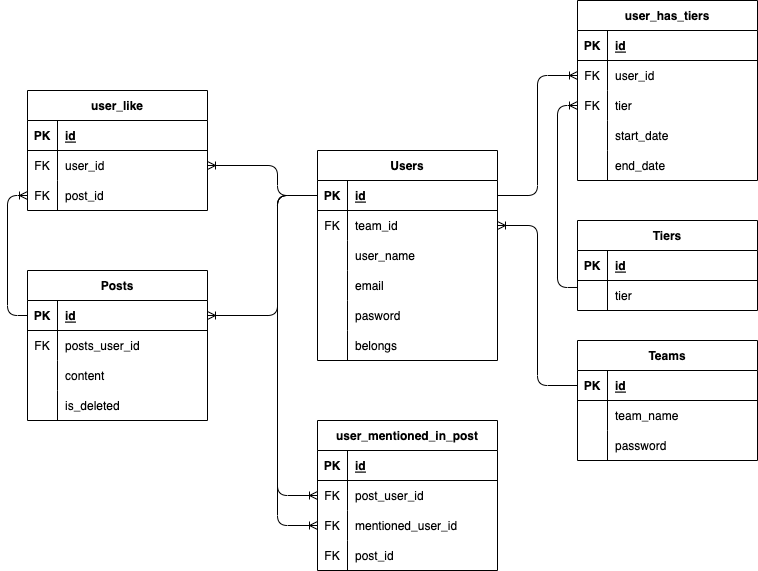 user_has_tiers
PK id
FK user_id
FK tier
start_date
end_date
user_like
PK id
FK user_id
FK post_id
Users
PK id
FK team_id
user_name
email
pasword
belongs
Tiers
PK id
tier
Posts
PK id
FK posts_user_id
content
is_deleted
Teams
PK id
team_name
password
user_mentioned_in_post
PK id
FK post_user_id
FK mentioned_user_id
FK post_id